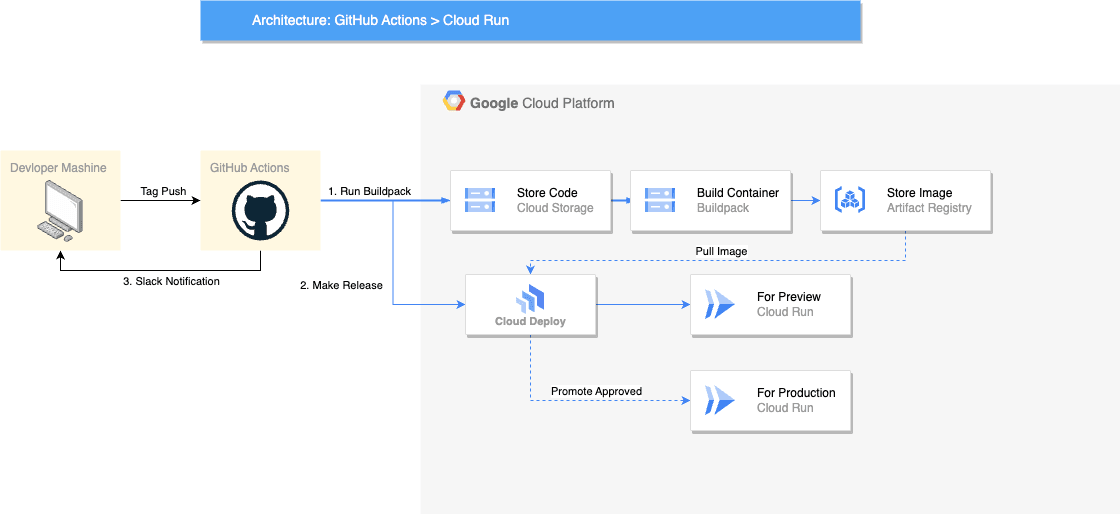 Architecture: GitHub Actions > Cloud Run
Google Cloud Platform
Devloper Mashine
GitHub Actions
Tag Push
1. Run Buildpack
Store Code
Cloud Storage
Build Container
Buildpack
Store Image
Artifact Registry
Pull Image
3. Slack Notification
2. Make Release
Cloud Deploy
For Preview
Cloud Run
Promote Approved
For Production
Cloud Run